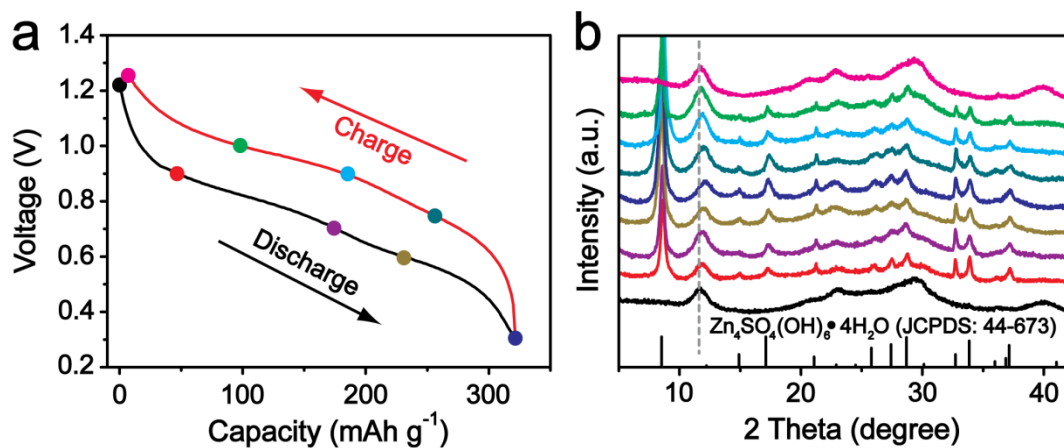 a
1.4
1.2
1.0
0.8
0.6
0.4
0.2
Voltage (V)
Charge
Discharge
0
100
200
300
Capacity (mAh g⁻¹)
b
Intensity (a.u.)
Zn₄SO₄(OH)₆• 4H₂O (JCPDS: 44-673)
10
20
30
40
2 Theta (degree)